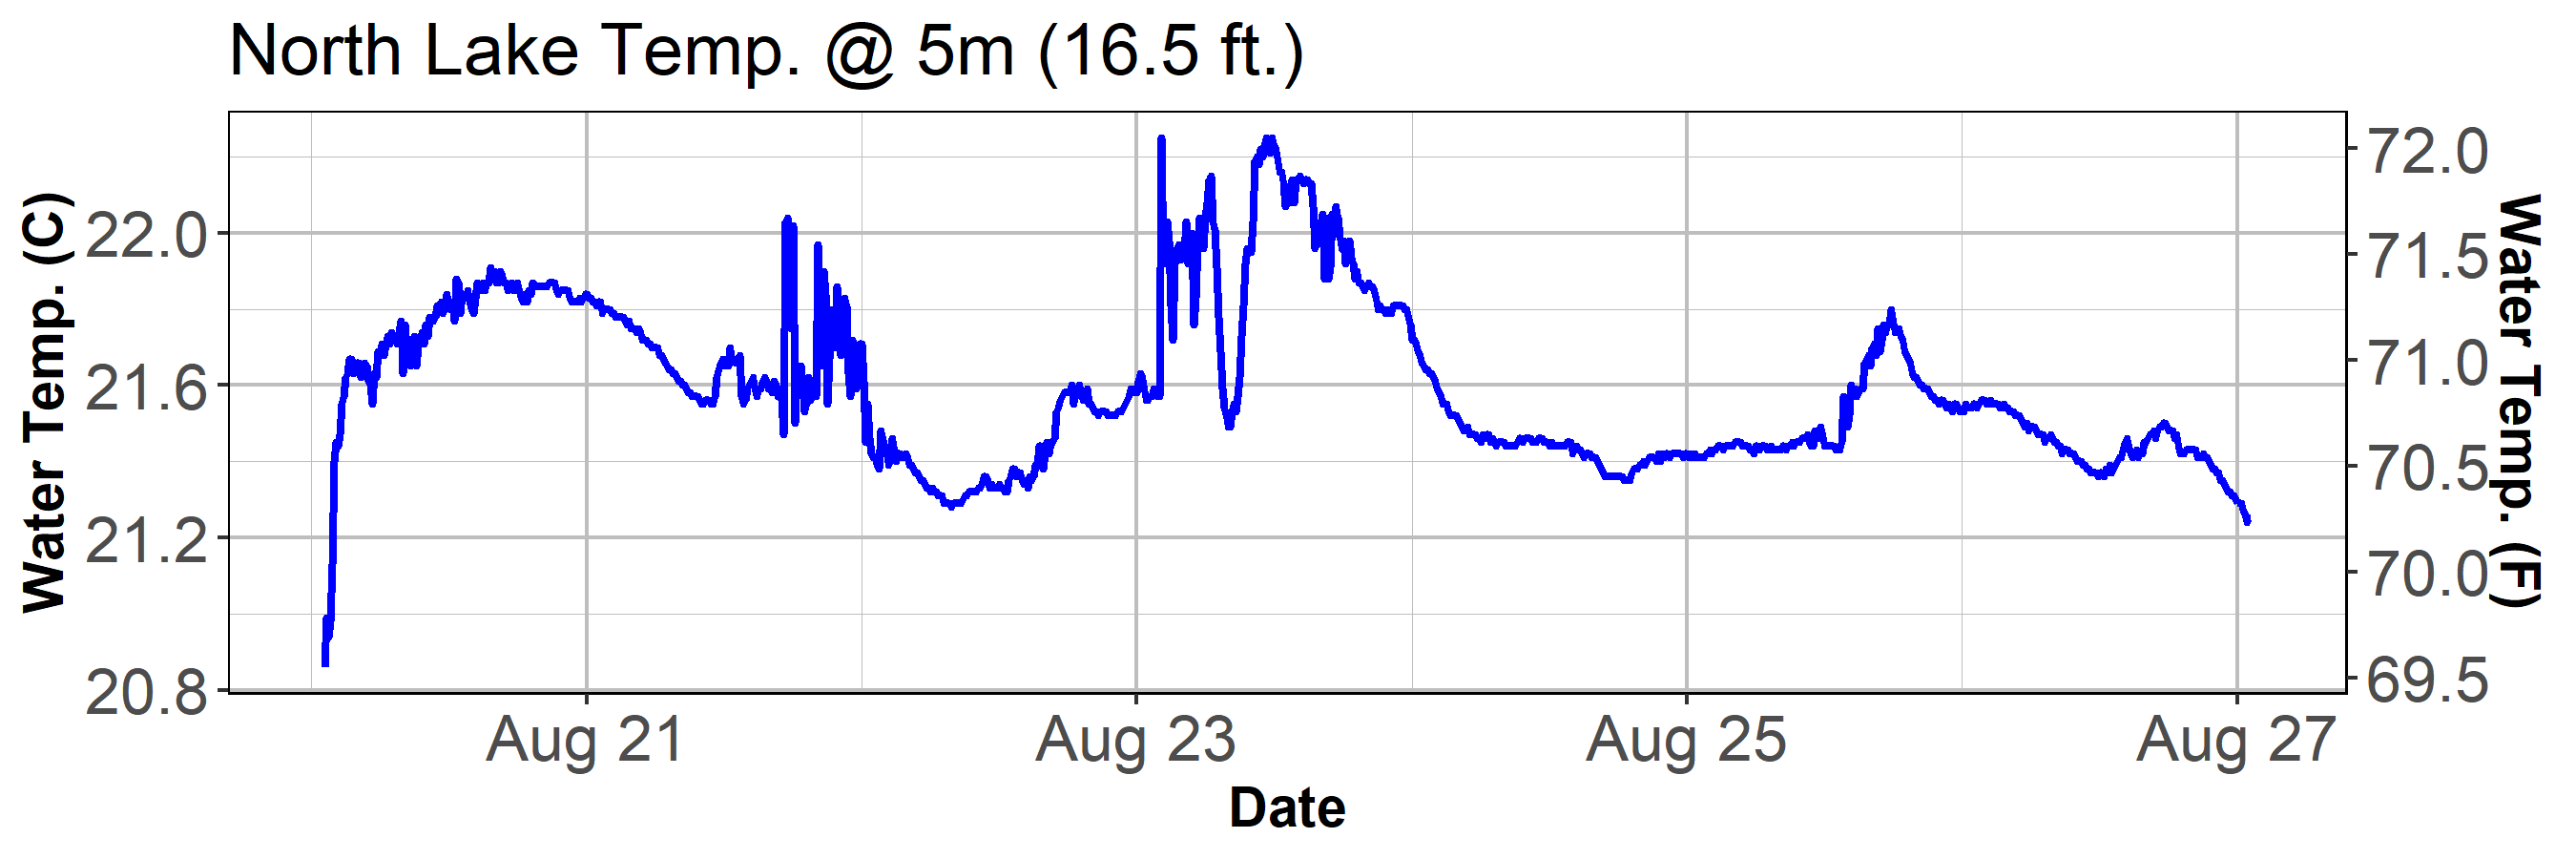 North Lake Temp. @ 5m (16.5 ft.)
Water Temp. (C)
22.0
21.6
21.2
20.8
72.0
71.5
71.0
70.5
70.0
69.5
Water Temp. (F)
Aug 21
Aug 23
Aug 25
Aug 27
Date